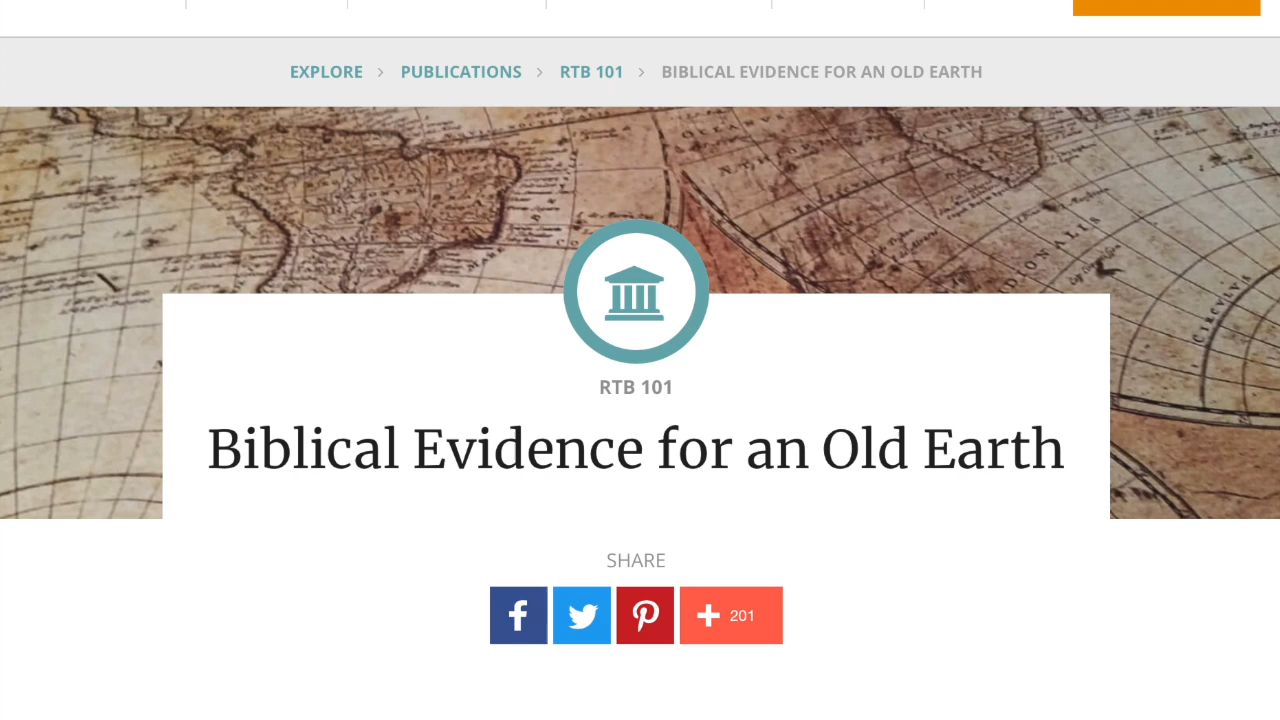 EXPLORE > PUBLICATIONS > RTB 101 > BIBLICAL EVIDENCE FOR AN OLD EARTH
RTB 101
Biblical Evidence for an Old Earth
SHARE
201